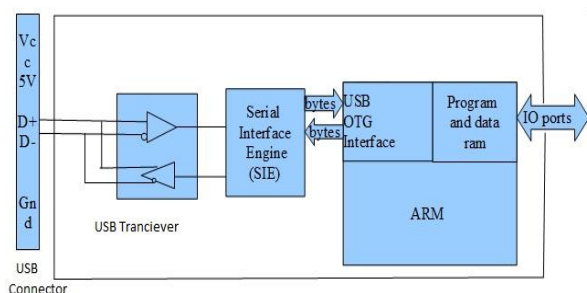 Vc
c
5V
D+
D-
Gn
d
USB
Connector
USB Tranciever
Serial
Interface
Engine
(SIE)
bytes
bytes
USB
OTG
Interface
Program
and data
ram
ARM
IO ports